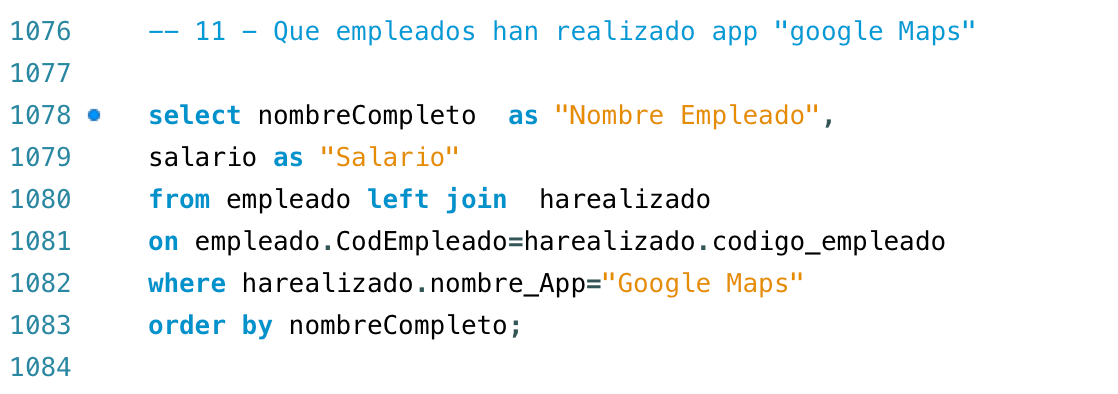 1076 -- 11 - Que empleados han realizado app "google Maps"
1077
1078 select nombreCompleto  as "Nombre Empleado",
1079 salario as "Salario"
1080 from empleado left join  harealizado
1081 on empleado.CodEmpleado=harealizado.codigo_empleado
1082 where harealizado.nombre_App="Google Maps"
1083 order by nombreCompleto;
1084